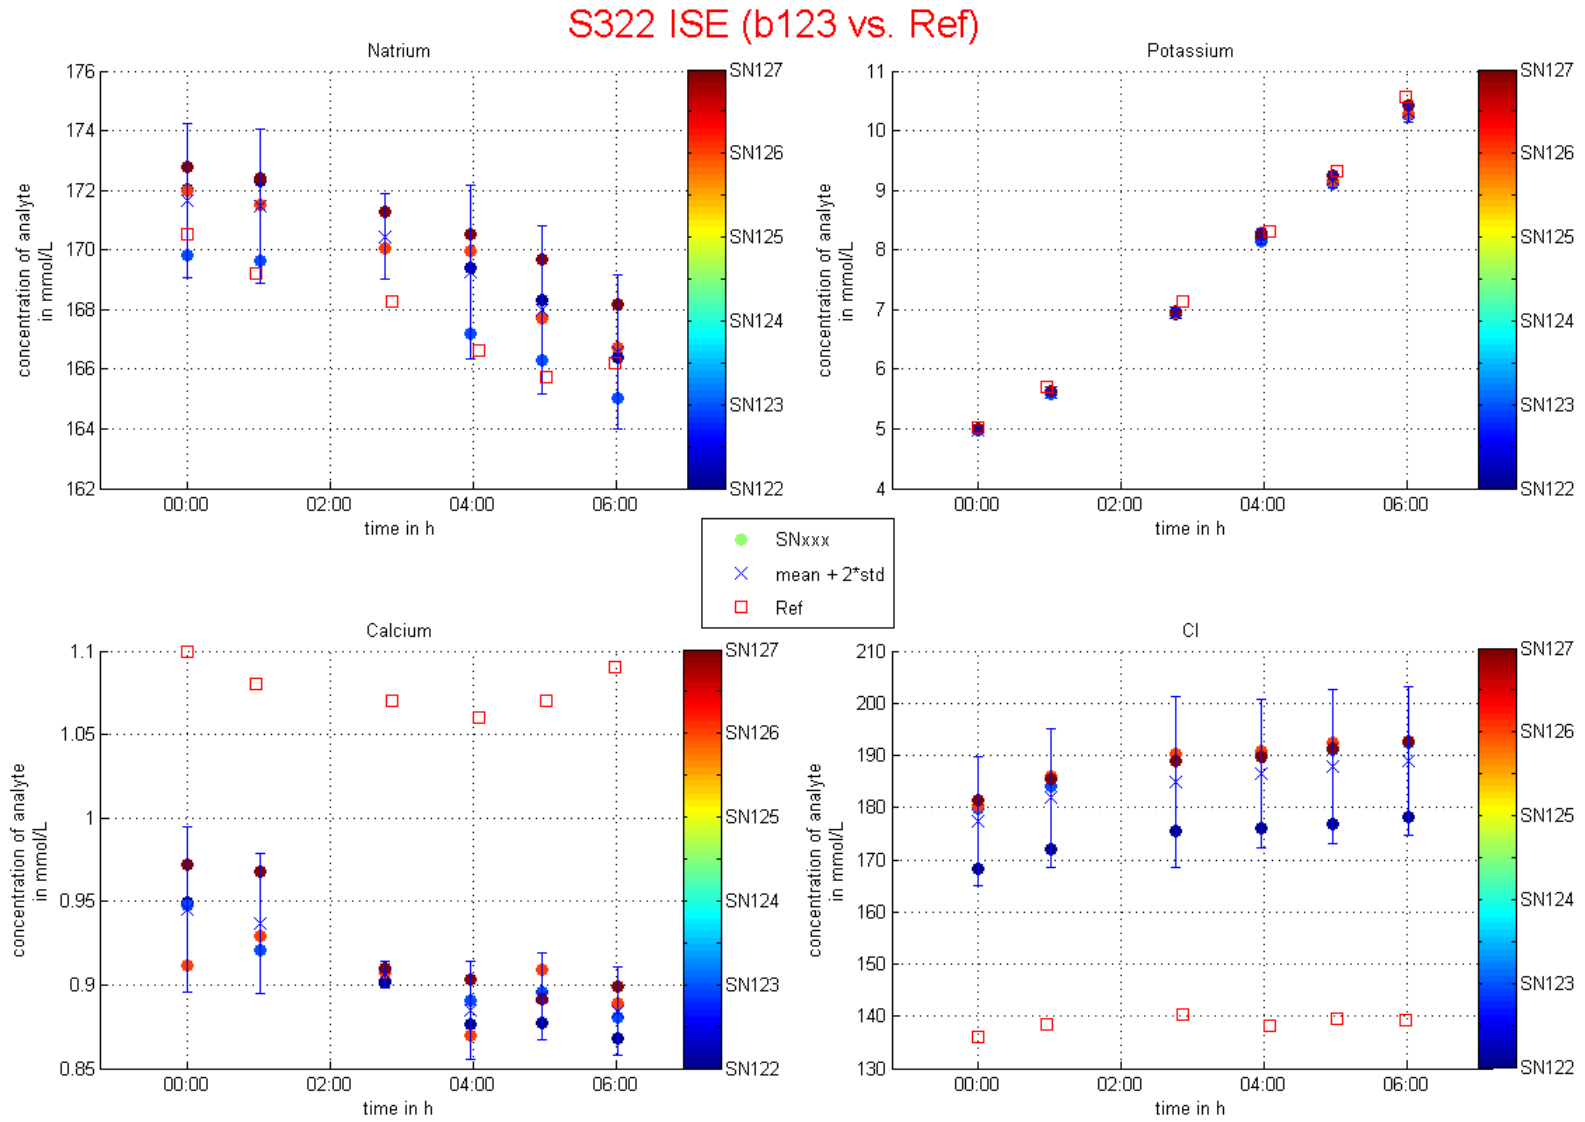 S322 ISE (b123 vs. Ref)
Natrium
176
174
172
170
168
166
164
162
00:00
02:00
04:00
06:00
time in h
concentration of analyte
in mmol/L
SN127
SN126
SN125
SN124
SN123
SN122
Potassium
11
10
9
8
7
6
5
4
00:00
02:00
04:00
06:00
time in h
concentration of analyte
in mmol/L
SN127
SN126
SN125
SN124
SN123
SN122
SNxxx
mean + 2*std
Ref
Calcium
1.1
1.05
1
0.95
0.9
0.85
00:00
02:00
04:00
06:00
time in h
concentration of analyte
in mmol/L
SN127
SN126
SN125
SN124
SN123
SN122
Cl
210
200
190
180
170
160
150
140
130
00:00
02:00
04:00
06:00
time in h
concentration of analyte
in mmol/L
SN127
SN126
SN125
SN124
SN123
SN122